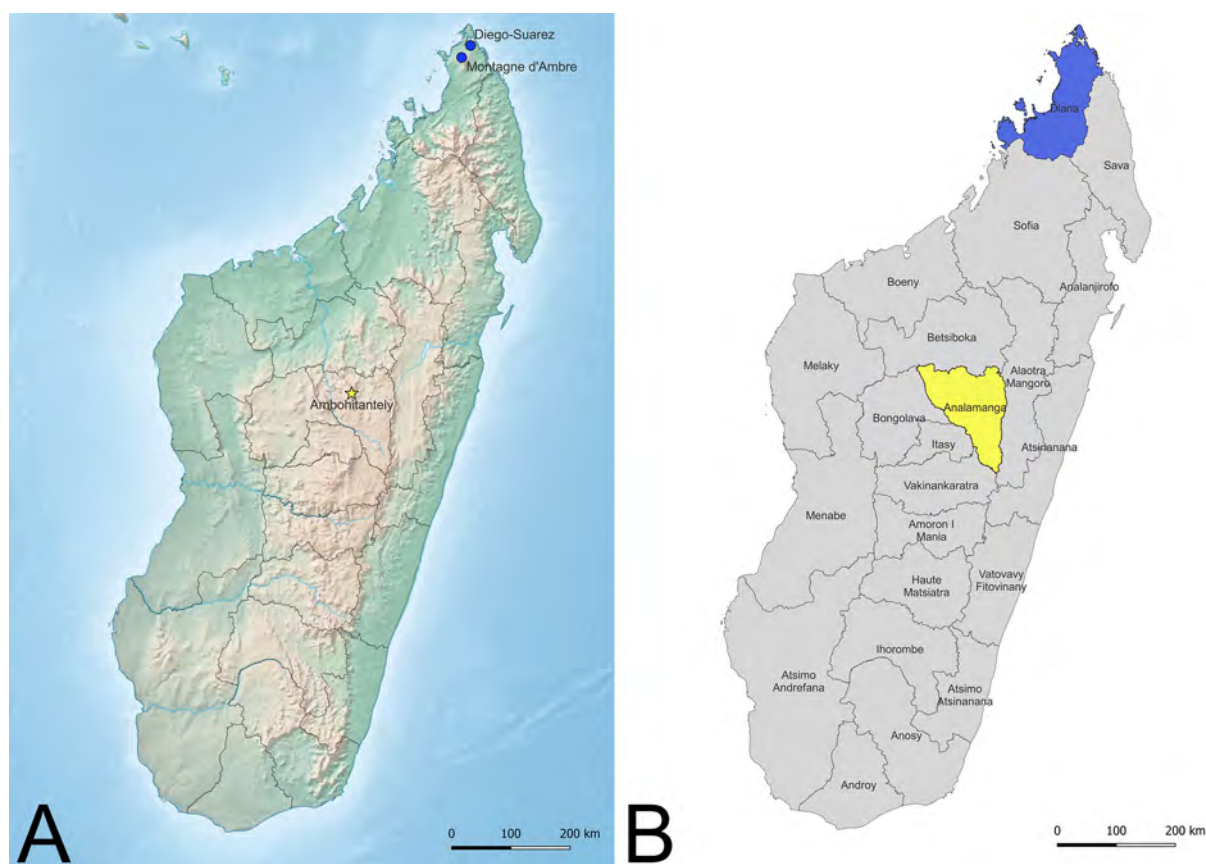 Diego-Suarez
Montagne d'Ambre
Ambohitantely
A
0 100 200 km
Diana
Sava
Sofia
Boeny
Analanjirofo
Betsiboka
Melaky
Alaotra
Mangoro
Analamanga
Bongolava
Itasy
Atsinanana
Vakinankaratra
Menabe
Amoron I
Mania
Haute
Matsiatra
Vatovavy
Fitovinany
Ihorombe
Atsimo
Andrefana
Atsimo
Atsinanana
Anosy
Androy
B
0 100 200 km